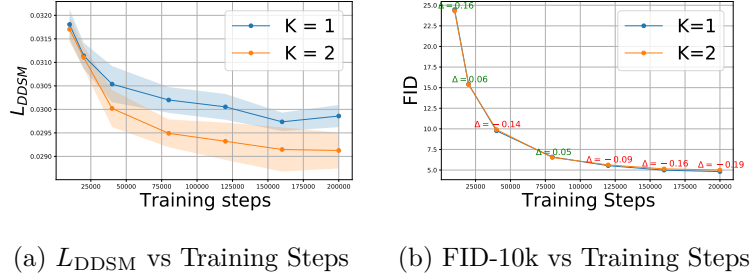 0.0320
0.0315
0.0310
0.0305
0.0300
0.0295
0.0290
L_DDSM
K = 1
K = 2
25000 50000 75000 100000 125000 150000 175000 200000
Training steps
25.0
22.5
20.0
17.5
15.0
12.5
10.0
7.5
5.0
FID
K=1
K=2
Δ=0.16
Δ=0.06
Δ=−0.14
Δ=0.05
Δ=−0.09
Δ=−0.16
Δ=−0.19
25000 50000 75000 100000 125000 150000 175000 200000
Training Steps
(a) L_DDSM vs Training Steps
(b) FID-10k vs Training Steps